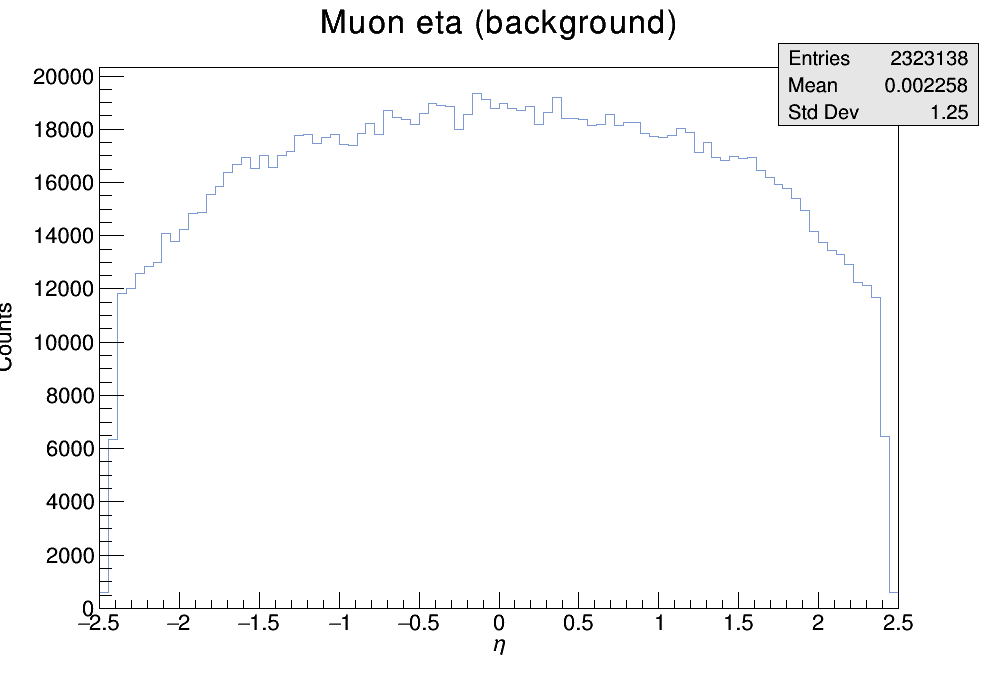 Muon eta (background)
Entries 2323138
Mean 0.002258
Std Dev 1.25
20000
18000
16000
14000
12000
10000
8000
6000
4000
2000
0
Counts
−2.5 −2 −1.5 −1 −0.5 0 0.5 1 1.5 2 2.5
η